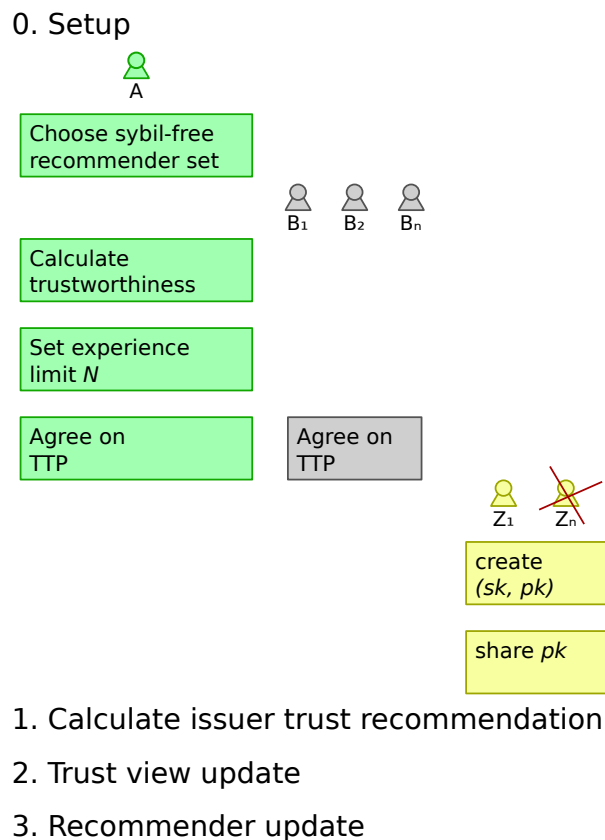 0. Setup
A
Choose sybil-free
recommender set
B₁ B₂ Bₙ
Calculate
trustworthiness
Set experience
limit N
Agree on
TTP
Agree on
TTP
Z₁ Zₙ
create
(sk, pk)
share pk
1. Calculate issuer trust recommendation
2. Trust view update
3. Recommender update